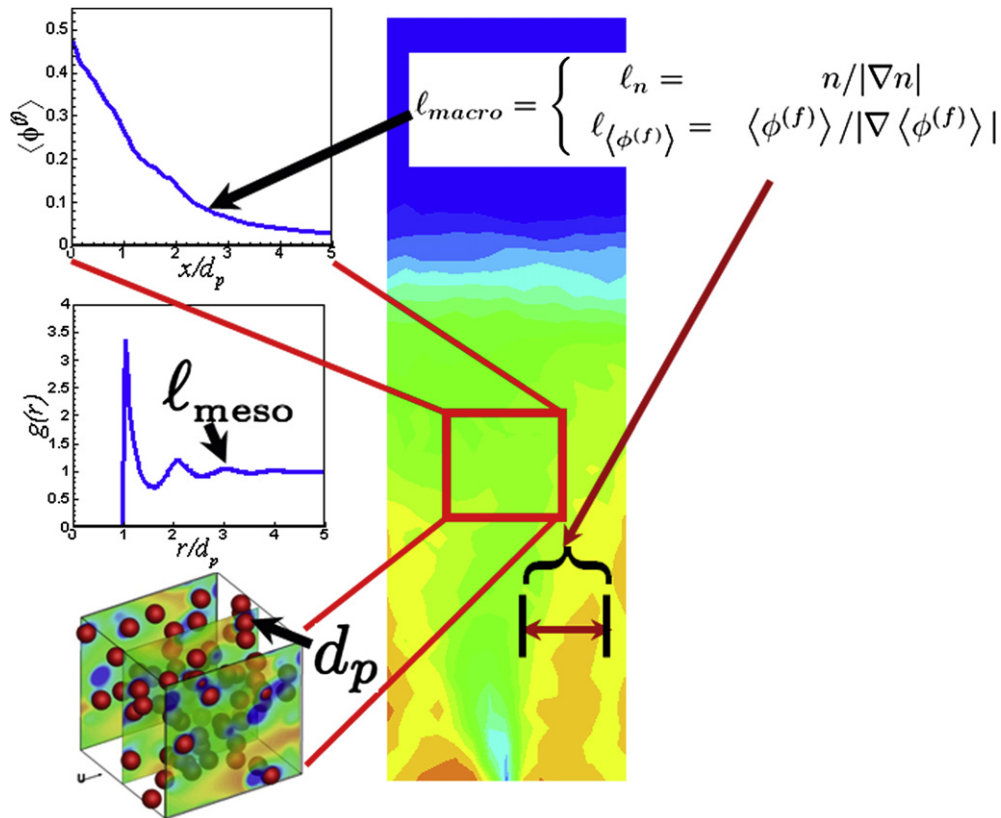 0.5
0.4
0.3
0.2
0.1
0
⟨ϕ^(f)⟩
0 1 2 3 4 5
x/d_p
ℓ_macro = { ℓ_n = n/|∇n|
ℓ_⟨ϕ^(f)⟩ = ⟨ϕ^(f)⟩/|∇⟨ϕ^(f)⟩|
4
3.5
3
2.5
2
1.5
1
0.5
0
g(r)
ℓ_meso
0 1 2 3 4 5
r/d_p
d_p
U